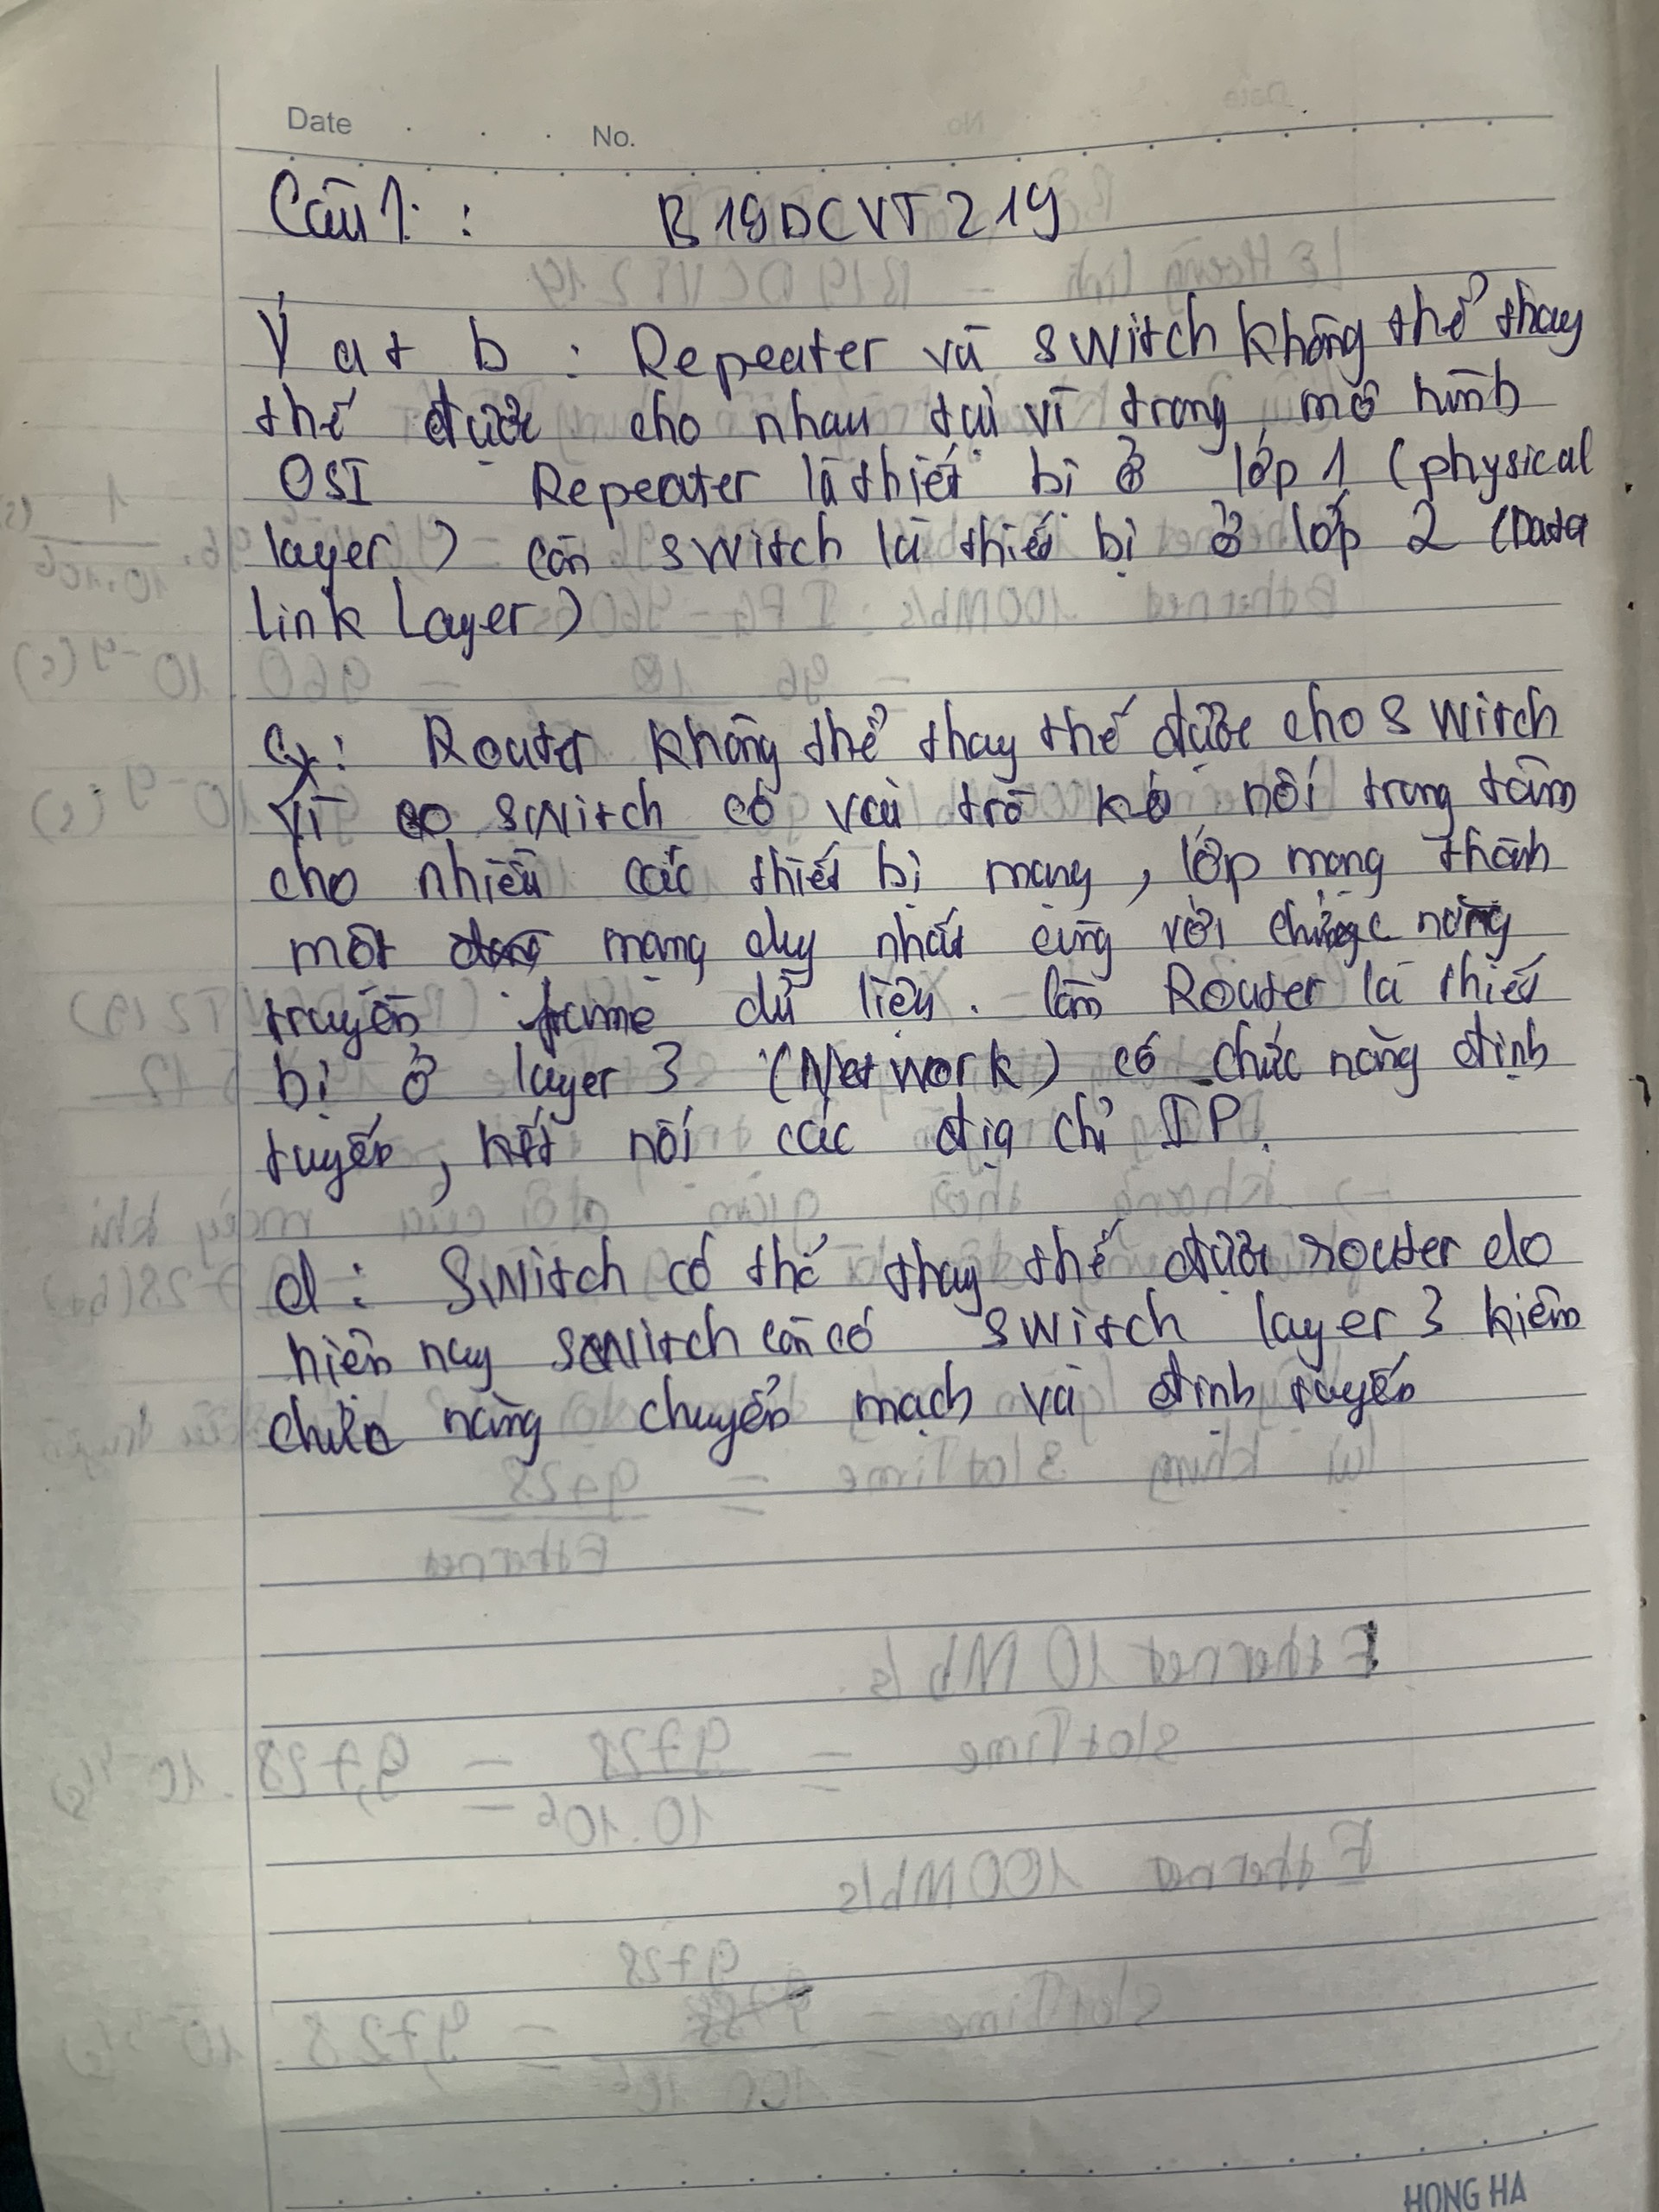 Date . . . No.
Câu 1 : B19DCVT219
Ý a + b : Repeater và switch không thể thay
thế được cho nhau tại vì trong mô hình
OSI Repeater là thiết bị ở lớp 1 (physical
layer) còn switch là thiết bị ở lớp 2 (Data
link Layer)
c : Router không thể thay thế được cho switch
Vì switch có vai trò kế nối trung tâm
cho nhiều các thiết bị mạng, lớp mạng thành
một mạng duy nhất cùng với chức năng
truyền frame dữ liệu. Còn Router là thiết
bị ở layer 3 (Network) có chức năng định
tuyến, kết nối các địa chỉ IP.
d : Switch có thể thay thế được router do
hiện nay switch còn có switch layer 3 kiêm
chức năng chuyển mạch và định tuyến
HONG HA